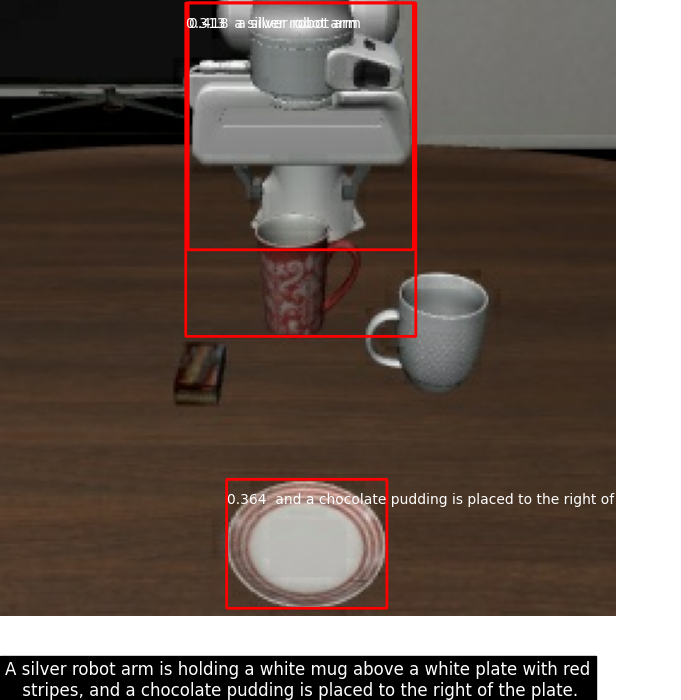 a silver robot arm
0.364 and a chocolate pudding is placed to the right of
A silver robot arm is holding a white mug above a white plate with red
stripes, and a chocolate pudding is placed to the right of the plate.